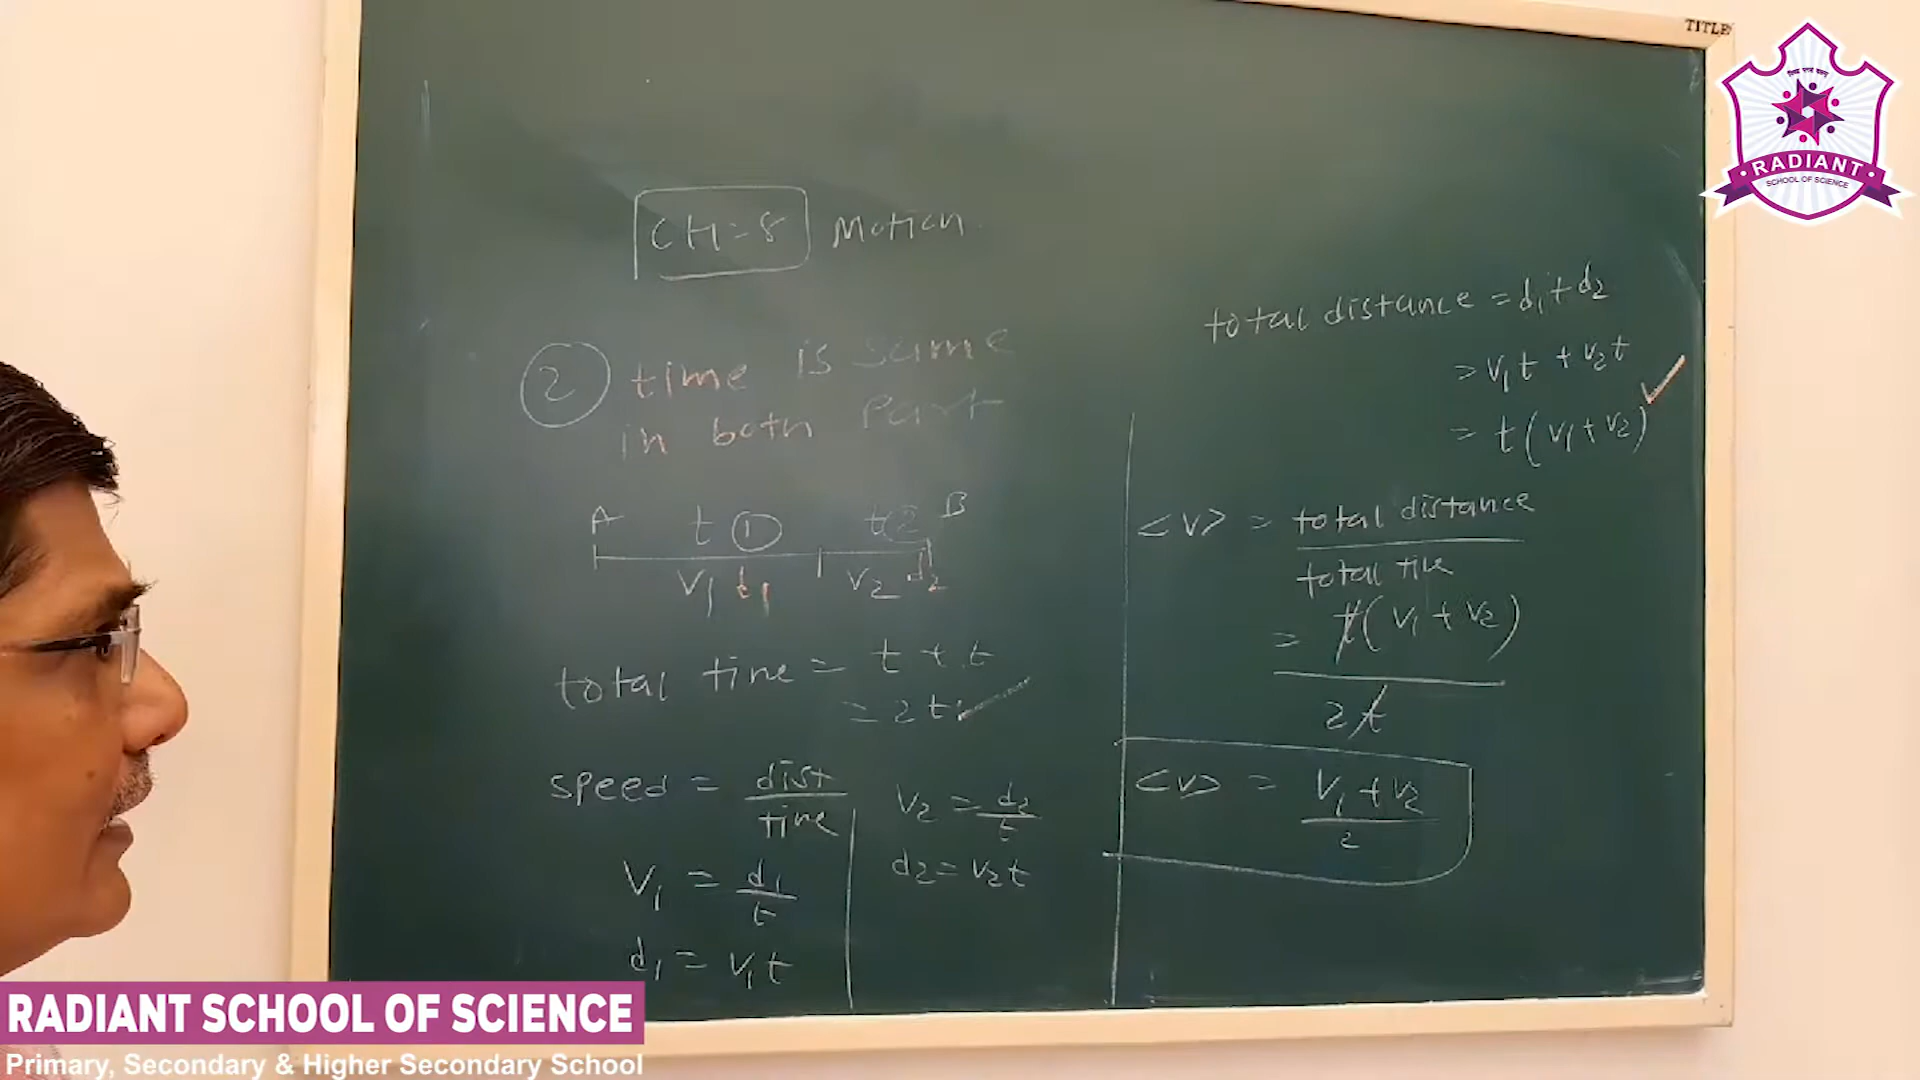 TITLE
RADIANT
SCHOOL OF SCIENCE
CH=8 Motion
2 time is same
in both Part
A t 1 t 2 B
V1 t1 V2 d2
total time = t + t
= 2t
speed = dist / time
V1 = d1 / t
d1 = V1t
V2 = d2 / t
d2 = V2t
total distance = d1 + d2
= V1t + V2t
= t(V1 + V2)
<V> = total distance / total time
= t(V1 + V2) / 2t
<V> = V1 + V2 / 2
RADIANT SCHOOL OF SCIENCE
Primary, Secondary & Higher Secondary School